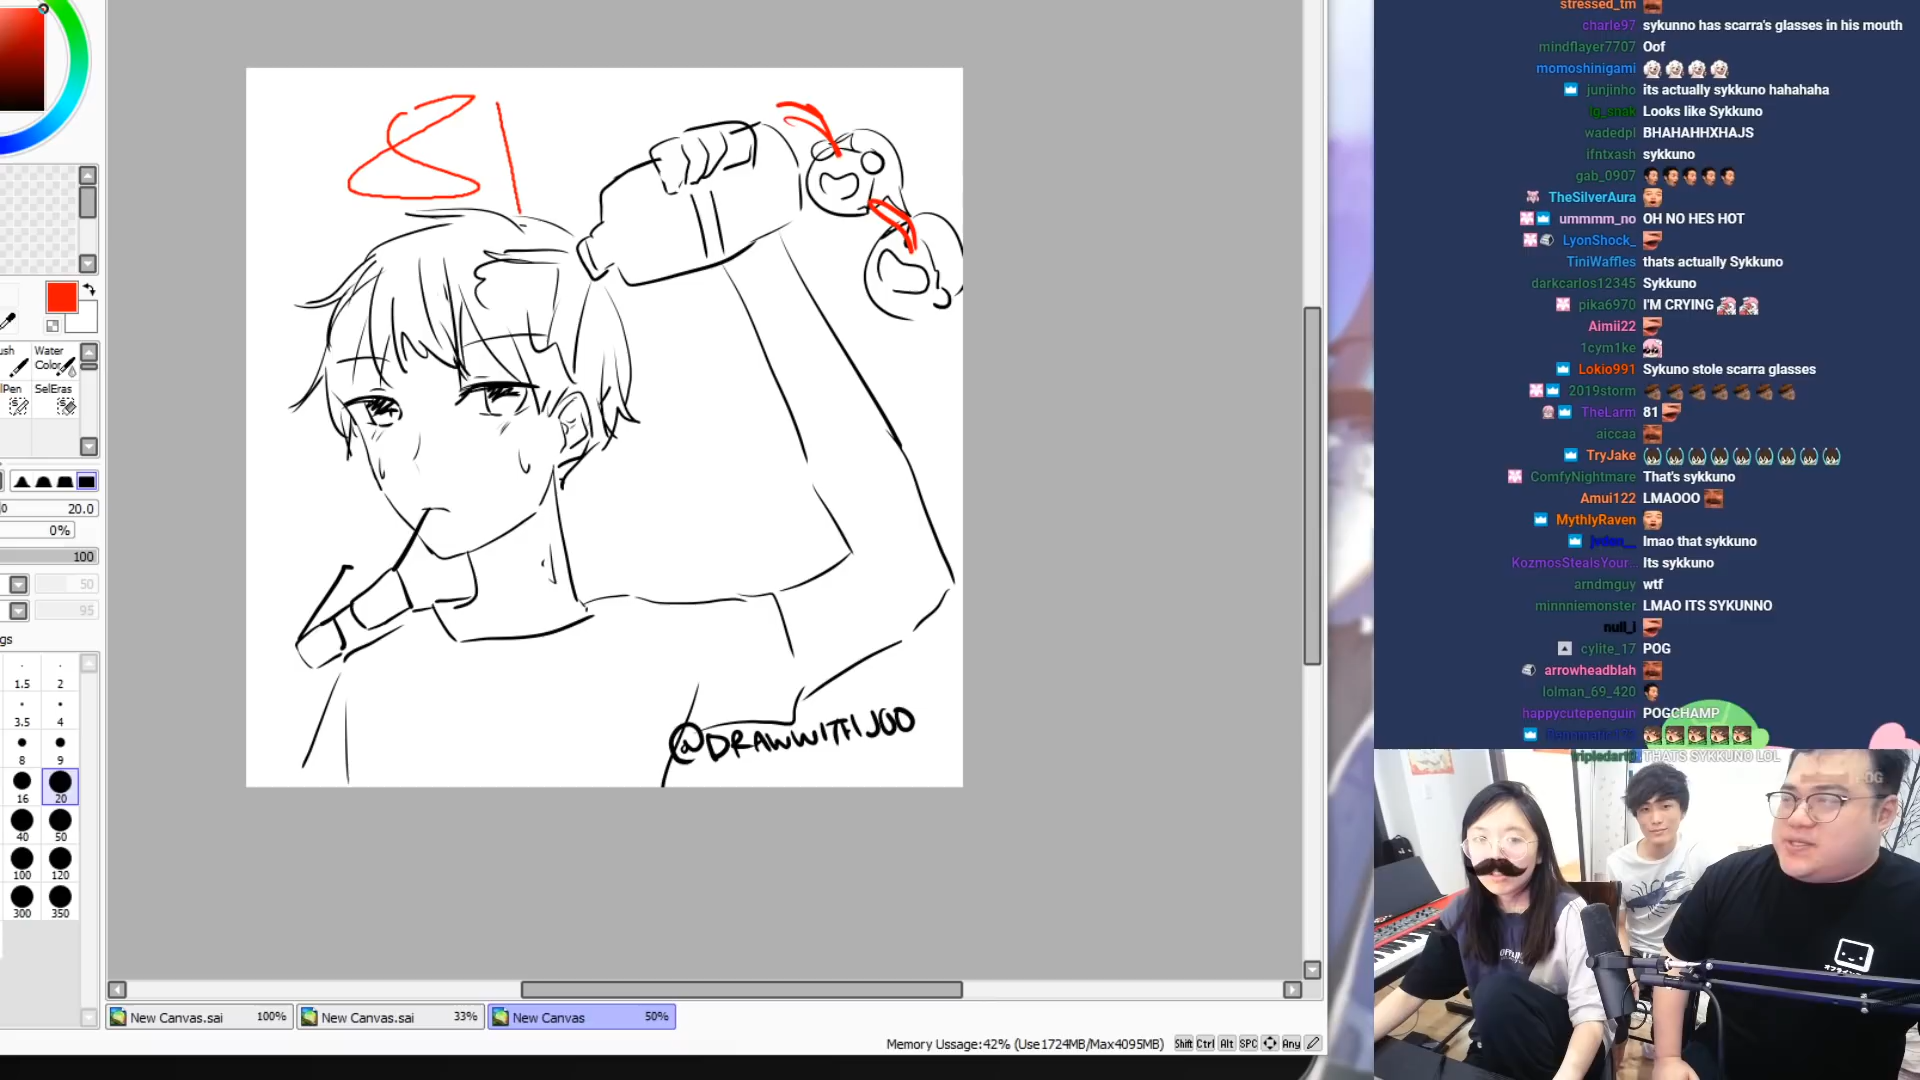 81
@DRAWWITHJOO
Water
Color
SelEras
20.0
0%
100
50
95
1.5 2
3.5 4
8 9
16 20
40 50
100 120
300 350
New Canvas.sai 100%
New Canvas.sai 33%
New Canvas 50%
Memory Ussage:42% (Use1724MB/Max4095MB) Shift Ctrl Alt SPC Any
stressed_tm
charle97 sykunno has scarra's glasses in his mouth
mindflayer7707 Oof
momoshinigami
junjinho its actually sykkuno hahahaha
Looks like Sykkuno
wadedpl BHAHAHHXHAJS
ifntxash sykkuno
gab_0907
TheSilverAura
ummmm_no OH NO HES HOT
LyonShock_
TiniWaffles thats actually Sykkuno
darkcarlos12345 Sykkuno
pika6970 I'M CRYING
Aimii22
1cym1ke
Lokio991 Sykuno stole scarra glasses
2019storm
TheLarm 81
aiccaa
TryJake
ComfyNightmare That's sykkuno
Amui122 LMAOOO
MythlyRaven
lmao that sykkuno
KozmosStealsYour... Its sykkuno
arndmguy wtf
minnniemonster LMAO ITS SYKUNNO
null_i
cylite_17 POG
arrowheadblah
lolman_69_420
happycutepenguin POGCHAMP
THATS SYKKUNO LOL